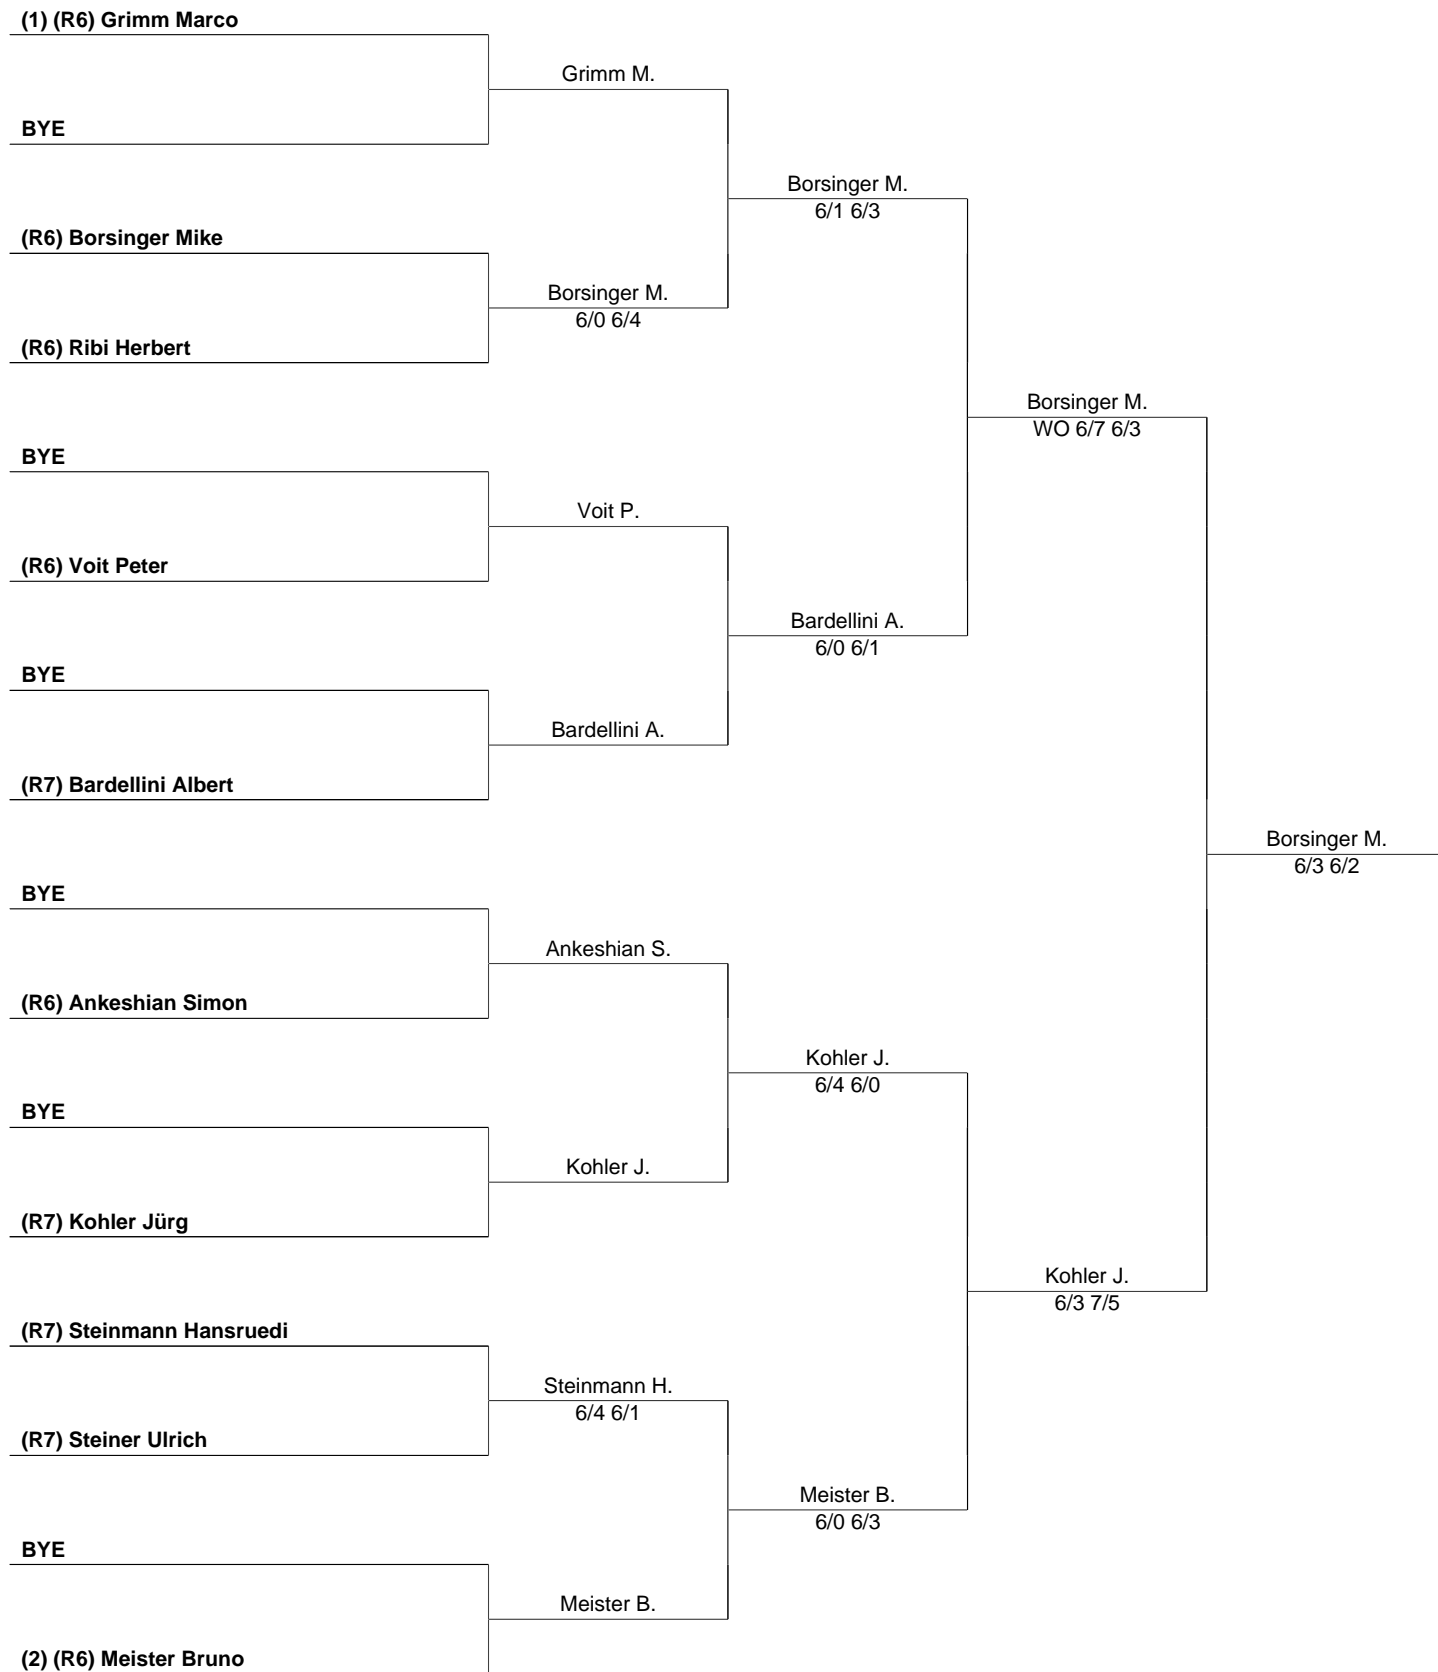 (1) (R6) Grimm Marco
Grimm M.
BYE
Borsinger M.
6/1 6/3
(R6) Borsinger Mike
Borsinger M.
6/0 6/4
(R6) Ribi Herbert
Borsinger M.
WO 6/7 6/3
BYE
Voit P.
(R6) Voit Peter
Bardellini A.
6/0 6/1
BYE
Bardellini A.
(R7) Bardellini Albert
Borsinger M.
6/3 6/2
BYE
Ankeshian S.
(R6) Ankeshian Simon
Kohler J.
6/4 6/0
BYE
Kohler J.
(R7) Kohler Jürg
Kohler J.
6/3 7/5
(R7) Steinmann Hansruedi
Steinmann H.
6/4 6/1
(R7) Steiner Ulrich
Meister B.
6/0 6/3
BYE
Meister B.
(2) (R6) Meister Bruno